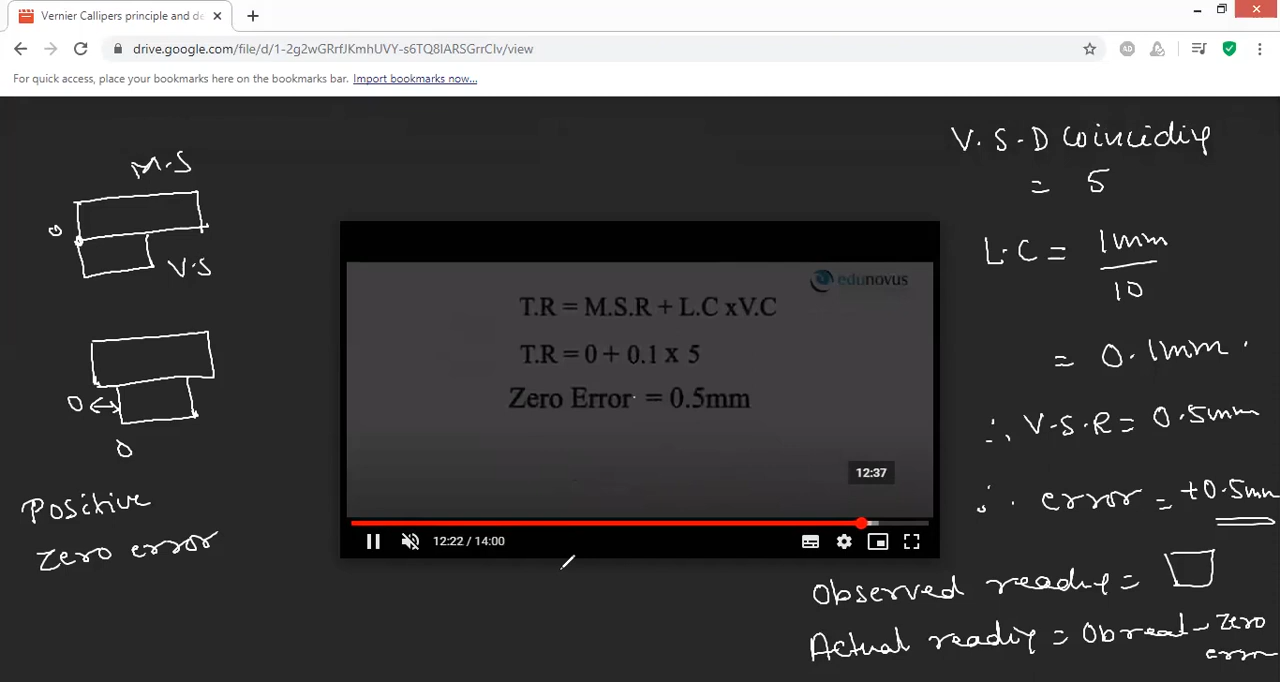 Vernier Callipers principle and de
drive.google.com/file/d/1-2g2wGRrfJKmhUVY-s6TQ8IARSGrrCIv/view
For quick access, place your bookmarks here on the bookmarks bar. Import bookmarks now...
M.S
0
V.S
0
0
Positive
Zero error
edunovus
T.R = M.S.R + L.C xV.C
T.R = 0 + 0.1 x 5
Zero Error = 0.5mm
12:37
12:22 / 14:00
V.S.D Coinciding
= 5
L.C = 1mm
10
= 0.1mm.
∴ V.S.R = 0.5mm
∴ error = +0.5mm
Observed reading =
Actual reading = Ob read - Zero
error